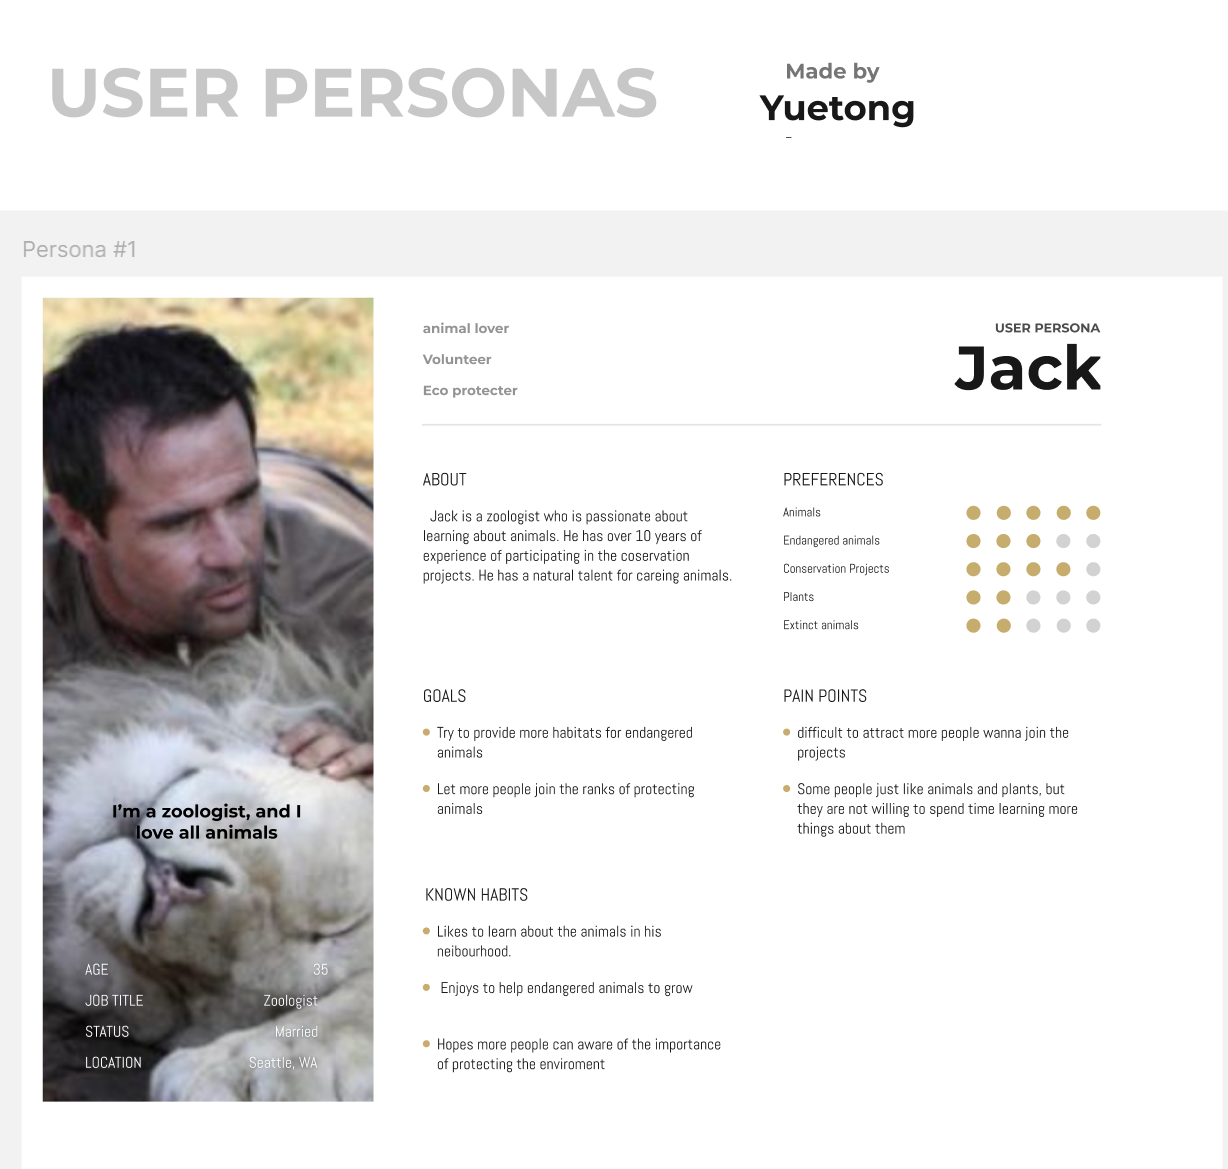 USER PERSONAS
Made by
Yuetong
Persona #1
animal lover
Volunteer
Eco protecter
USER PERSONA
Jack
ABOUT
Jack is a zoologist who is passionate about
learning about animals. He has over 10 years of
experience of participating in the coservation
projects. He has a natural talent for careing animals.
PREFERENCES
Animals
Endangered animals
Conservation Projects
Plants
Extinct animals
GOALS
Try to provide more habitats for endangered
animals
Let more people join the ranks of protecting
animals
PAIN POINTS
difficult to attract more people wanna join the
projects
Some people just like animals and plants, but
they are not willing to spend time learning more
things about them
KNOWN HABITS
Likes to learn about the animals in his
neibourhood.
Enjoys to help endangered animals to grow
Hopes more people can aware of the importance
of protecting the enviroment
I'm a zoologist, and I
love all animals
AGE 35
JOB TITLE Zoologist
STATUS Married
LOCATION Seattle, WA